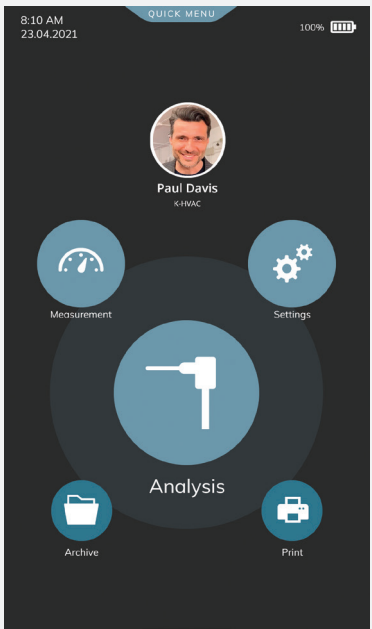 QUICK MENU
8:10 AM
100%
23.04.2021
Paul Davis
K-HVAC
Measurement
Settings
Analysis
Archive
Print